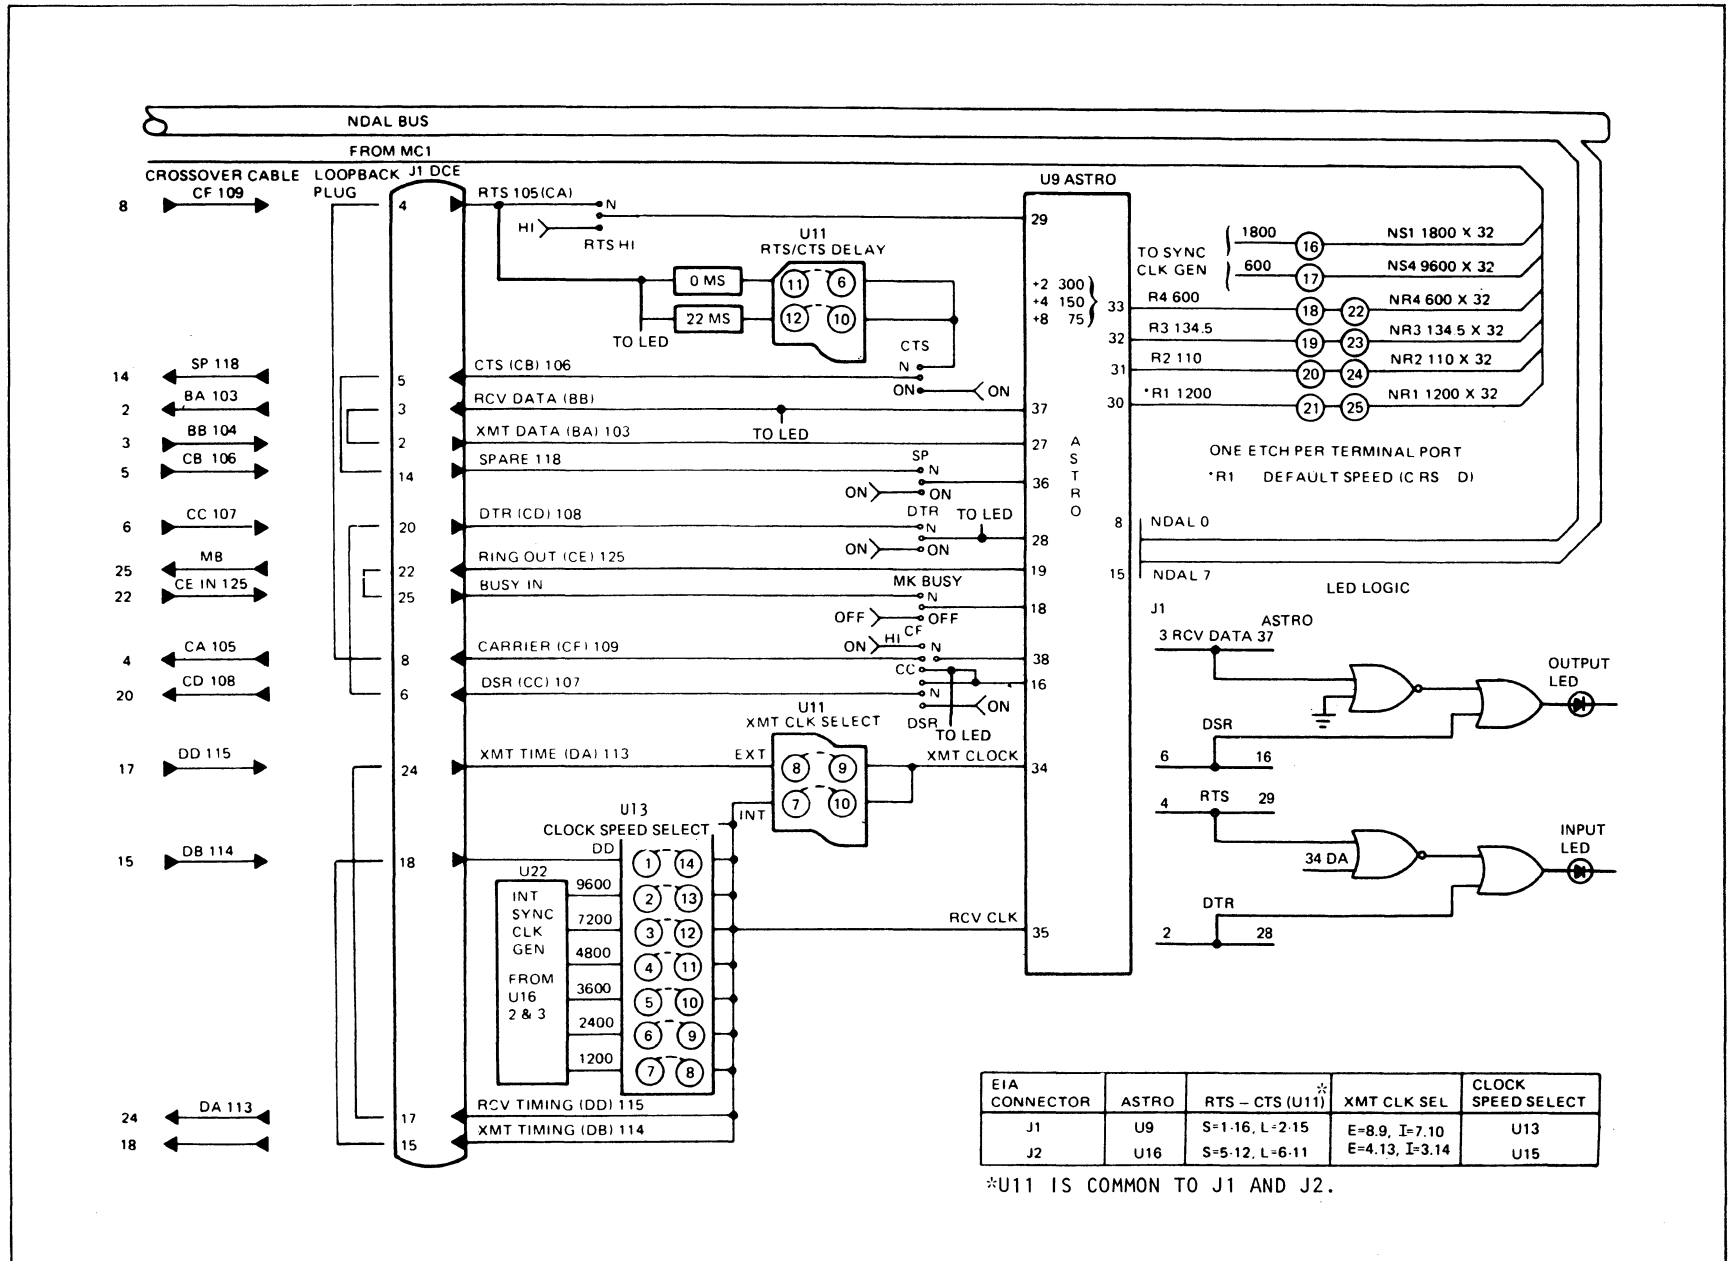 NDAL BUS
FROM MC1
CROSSOVER CABLE
LOOPBACK PLUG
J1 DCE
8 CF 109
14 SP 118
2 BA 103
3 BB 104
5 CB 106
6 CC 107
25 MB
22 CE IN 125
4 CA 105
20 CD 108
17 DD 115
15 DB 114
24 DA 113
18
4 RTS 105(CA)
5 CTS (CB) 106
3 RCV DATA (BB)
2 XMT DATA (BA) 103
14 SPARE 118
20 DTR (CD) 108
22 RING OUT (CE) 125
25 BUSY IN
8 CARRIER (CF) 109
6 DSR (CC) 107
24 XMT TIME (DA) 113
18
17 RCV TIMING (DD) 115
15 XMT TIMING (DB) 114
N
HI
RTS HI
U11
RTS/CTS DELAY
0 MS
11 6
22 MS
12 10
TO LED
CTS
N
ON
ON
TO LED
SP
N
ON
ON
DTR
N
ON
ON
TO LED
MK BUSY
N
OFF
OFF
CF
ON
HI
N
CC
N
ON
DSR
TO LED
U11
XMT CLK SELECT
EXT
8 9
XMT CLOCK
INT
7 10
U13
CLOCK SPEED SELECT
DD
1 14
9600
2 13
7200
3 12
4800
4 11
3600
5 10
2400
6 9
1200
7 8
U22
INT
SYNC
CLK
GEN
FROM
U16
2 & 3
RCV CLK
U9 ASTRO
29
37
27
36
28
19
18
38
16
34
35
A
S
T
R
O
+2 300
+4 150
+8 75
33
32
31
30
8
15
TO SYNC
CLK GEN
1800 16 NS1 1800 X 32
600 17 NS4 9600 X 32
R4 600 18 22 NR4 600 X 32
R3 134.5 19 23 NR3 134.5 X 32
R2 110 20 24 NR2 110 X 32
*R1 1200 21 25 NR1 1200 X 32
ONE ETCH PER TERMINAL PORT
*R1 DEFAULT SPEED (C RS D)
NDAL 0
NDAL 7
LED LOGIC
J1
ASTRO
3 RCV DATA 37
OUTPUT
LED
DSR
6 16
RTS
4 29
INPUT
LED
34 DA
DTR
2 28
EIA CONNECTOR ASTRO RTS – CTS (U11)* XMT CLK SEL CLOCK SPEED SELECT
J1 U9 S=1-16, L=2-15 E=8.9, I=7.10 U13
J2 U16 S=5-12, L=6-11 E=4.13, I=3.14 U15
*U11 IS COMMON TO J1 AND J2.